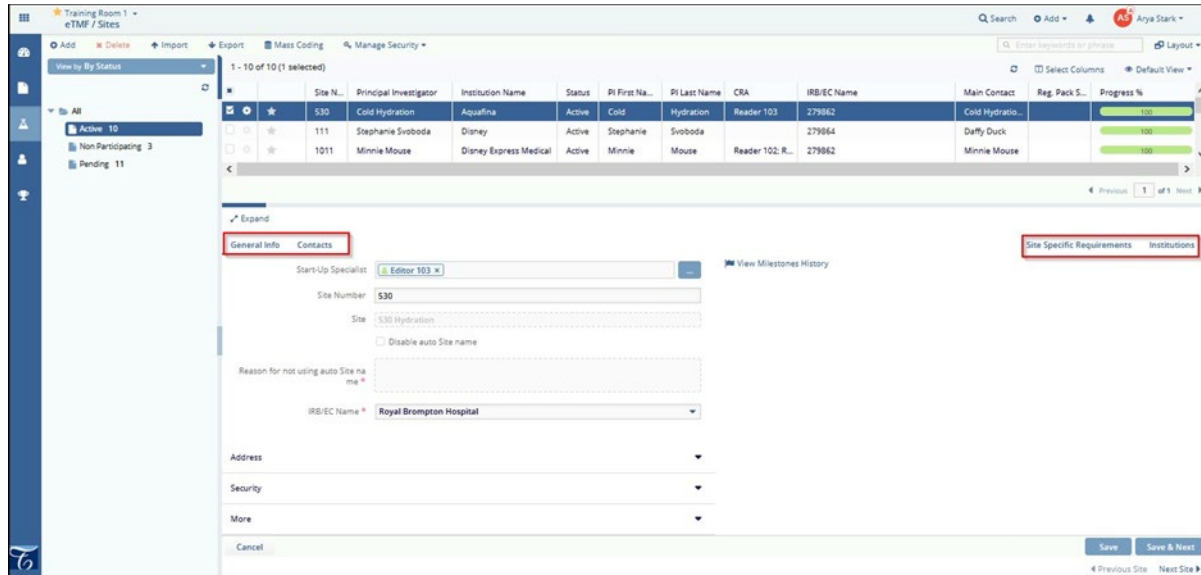 Training Room 1
eTMF / Sites
Search Add AS Arya Stark
Add Delete Import Export Mass Coding Manage Security Enter keywords or phrase Layout
View by By Status
1 - 10 of 10 (1 selected) Select Columns Default View
Site N... Principal Investigator Institution Name Status PI First Na... PI Last Name CRA IRB/EC Name Main Contact Reg. Pack S... Progress %
All
530 Cold Hydration Aquafina Active Cold Hydration Reader 103 279862 Cold Hydratio... 100
Active 10
111 Stephanie Svoboda Disney Active Stephanie Svoboda 279864 Daffy Duck 100
Non Participating 3
1011 Minnie Mouse Disney Express Medical Active Minnie Mouse Reader 102; R... 279862 Minnie Mouse 100
Pending 11
Previous 1 of 1 Next
Expand
General Info Contacts Site Specific Requirements Institutions
Start-Up Specialist Editor 103 × ... View Milestones History
Site Number 530
Site 530 Hydration
Disable auto Site name
Reason for not using auto Site na
me *
IRB/EC Name * Royal Brompton Hospital
Address
Security
More
Cancel Save Save & Next
Previous Site Next Site